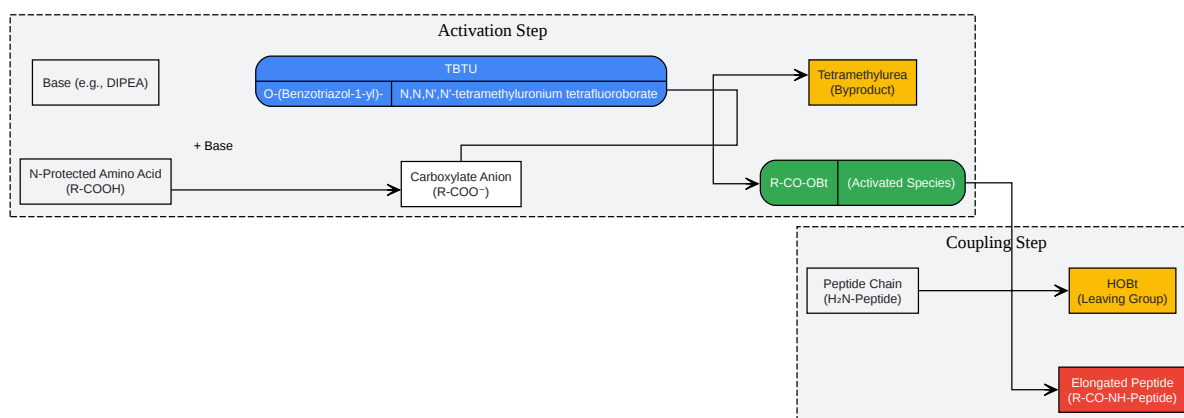 Activation Step
Base (e.g., DIPEA)
TBTU
O-(Benzotriazol-1-yl)-
N,N,N',N'-tetramethyluronium tetrafluoroborate
Tetramethylurea
(Byproduct)
+ Base
N-Protected Amino Acid
(R-COOH)
Carboxylate Anion
(R-COO⁻)
R-CO-OBt
(Activated Species)
Coupling Step
Peptide Chain
(H₂N-Peptide)
HOBt
(Leaving Group)
Elongated Peptide
(R-CO-NH-Peptide)